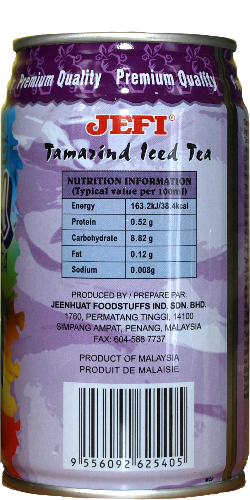 Premium Quality Premium Quality
JEFI®
Tamarind Iced Tea
NUTRITION INFORMATION
(Typical value per 100ml)
Energy 163.2kJ/38.4kcal
Protein 0.52 g
Carbohydrate 8.82 g
Fat 0.12 g
Sodium 0.008g
PRODUCED BY / PREPARE PAR:
JEENHUAT FOODSTUFFS IND. SDN. BHD.
1760, PERMATANG TINGGI, 14100
SIMPANG AMPAT, PENANG, MALAYSIA
FAX: 604-588 7737
PRODUCT OF MALAYSIA
PRODUIT DE MALAISIE
9 556092 625405